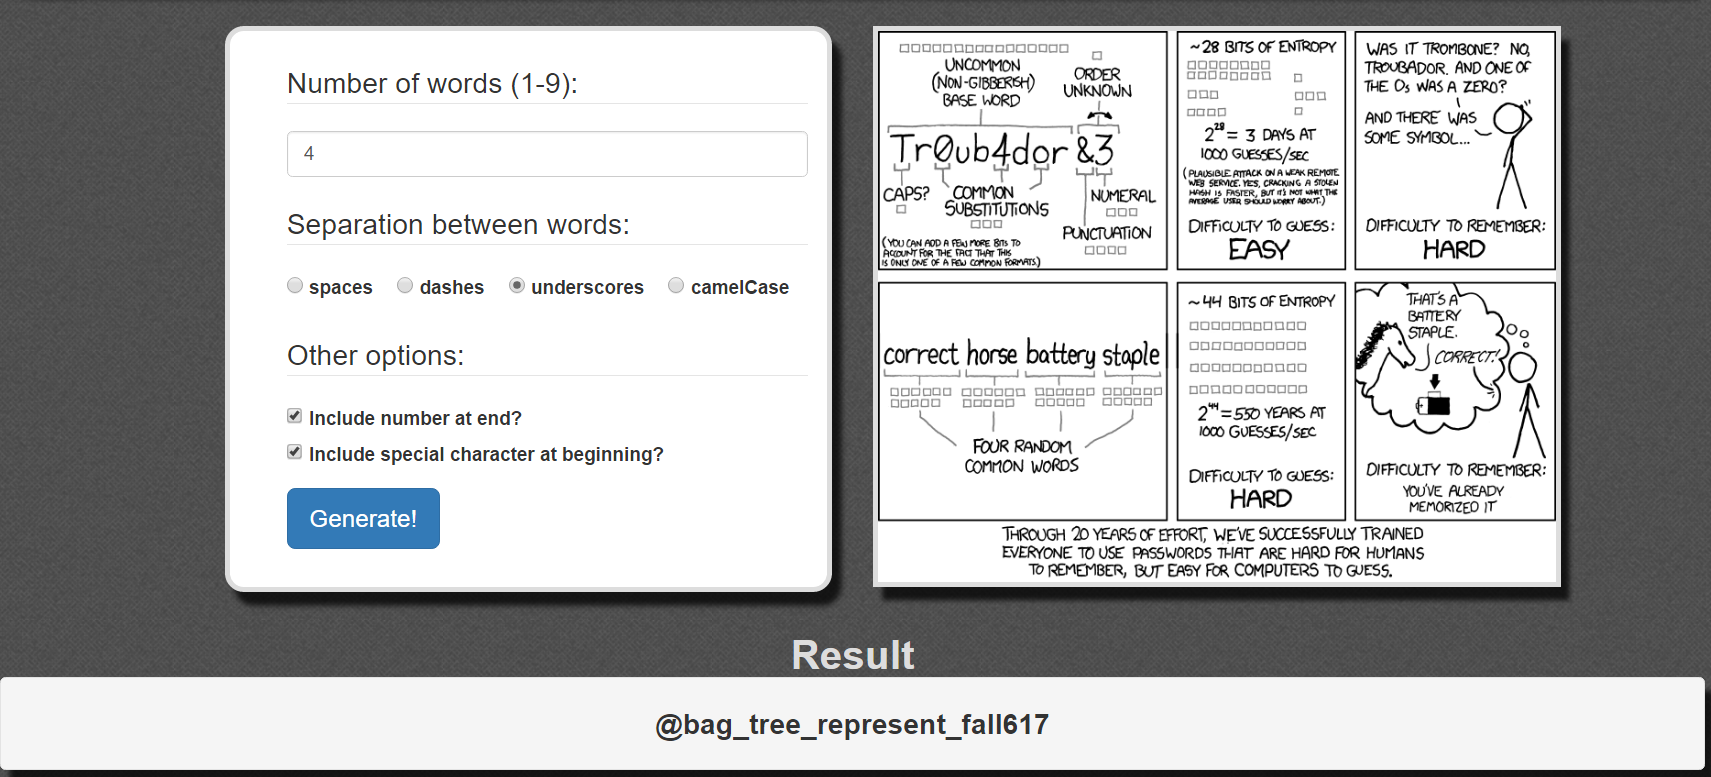 Number of words (1-9):
4
Separation between words:
spaces dashes underscores camelCase
Other options:
Include number at end?
Include special character at beginning?
Generate!
UNCOMMON
(NON-GIBBERISH)
BASE WORD
ORDER
UNKNOWN
Tr0ub4dor &3
CAPS?
COMMON
SUBSTITUTIONS
NUMERAL
PUNCTUATION
(YOU CAN ADD A FEW MORE BITS TO
ACCOUNT FOR THE FACT THAT THIS
IS ONLY ONE OF A FEW COMMON FORMATS.)
~28 BITS OF ENTROPY
2^28 = 3 DAYS AT
1000 GUESSES/SEC
(PLAUSIBLE ATTACK ON A WEAK REMOTE
WEB SERVICE. YES, CRACKING A STOLEN
HASH IS FASTER, BUT IT'S NOT WHAT THE
AVERAGE USER SHOULD WORRY ABOUT.)
DIFFICULTY TO GUESS:
EASY
WAS IT TROMBONE? NO,
TROUBADOR. AND ONE OF
THE Os WAS A ZERO?
AND THERE WAS
SOME SYMBOL...
DIFFICULTY TO REMEMBER:
HARD
correct horse battery staple
FOUR RANDOM
COMMON WORDS
~44 BITS OF ENTROPY
2^44 = 550 YEARS AT
1000 GUESSES/SEC
DIFFICULTY TO GUESS:
HARD
THAT'S A
BATTERY
STAPLE.
CORRECT!
DIFFICULTY TO REMEMBER:
YOU'VE ALREADY
MEMORIZED IT
THROUGH 20 YEARS OF EFFORT, WE'VE SUCCESSFULLY TRAINED
EVERYONE TO USE PASSWORDS THAT ARE HARD FOR HUMANS
TO REMEMBER, BUT EASY FOR COMPUTERS TO GUESS.
Result
@bag_tree_represent_fall617